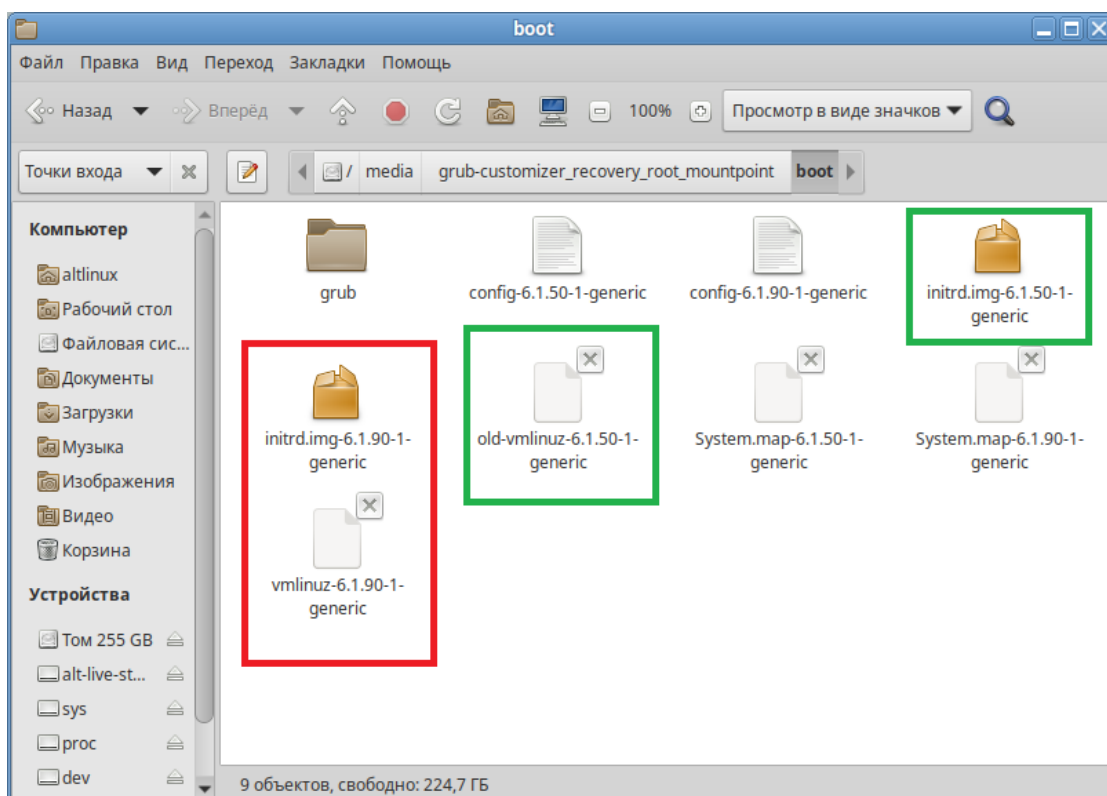 boot
Файл Правка Вид Переход Закладки Помощь
Назад Вперёд 100% Просмотр в виде значков
Точки входа / media grub-customizer_recovery_root_mountpoint boot
Компьютер
altlinux
Рабочий стол
Файловая сис...
Документы
Загрузки
Музыка
Изображения
Видео
Корзина
Устройства
Том 255 GB
alt-live-st...
sys
proc
dev
grub
config-6.1.50-1-generic
config-6.1.90-1-generic
initrd.img-6.1.50-1-
generic
initrd.img-6.1.90-1-
generic
old-vmlinuz-6.1.50-1-
generic
System.map-6.1.50-1-
generic
System.map-6.1.90-1-
generic
vmlinuz-6.1.90-1-
generic
9 объектов, свободно: 224,7 ГБ